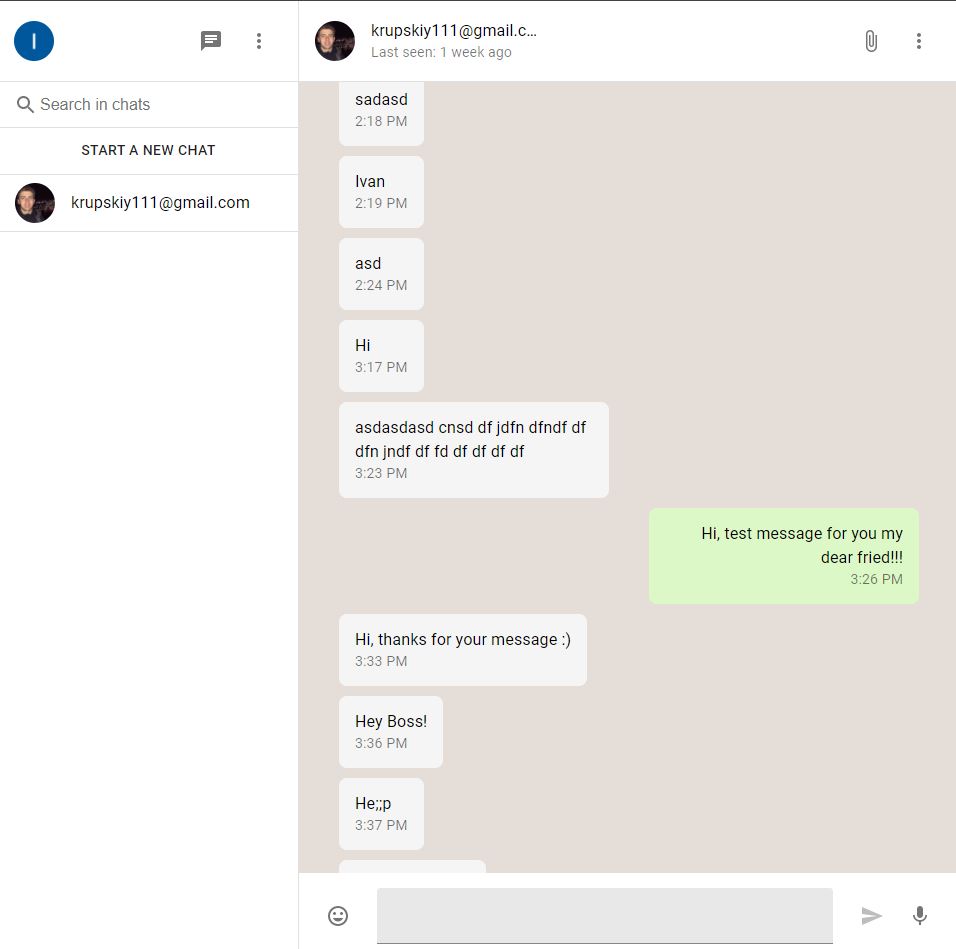 I
krupskiy111@gmail.c...
Last seen: 1 week ago
Search in chats
START A NEW CHAT
krupskiy111@gmail.com
sadasd
2:18 PM
Ivan
2:19 PM
asd
2:24 PM
Hi
3:17 PM
asdasdasd cnsd df jdfn dfndf df
dfn jndf df fd df df df df
3:23 PM
Hi, test message for you my
dear fried!!!
3:26 PM
Hi, thanks for your message :)
3:33 PM
Hey Boss!
3:36 PM
He;;p
3:37 PM